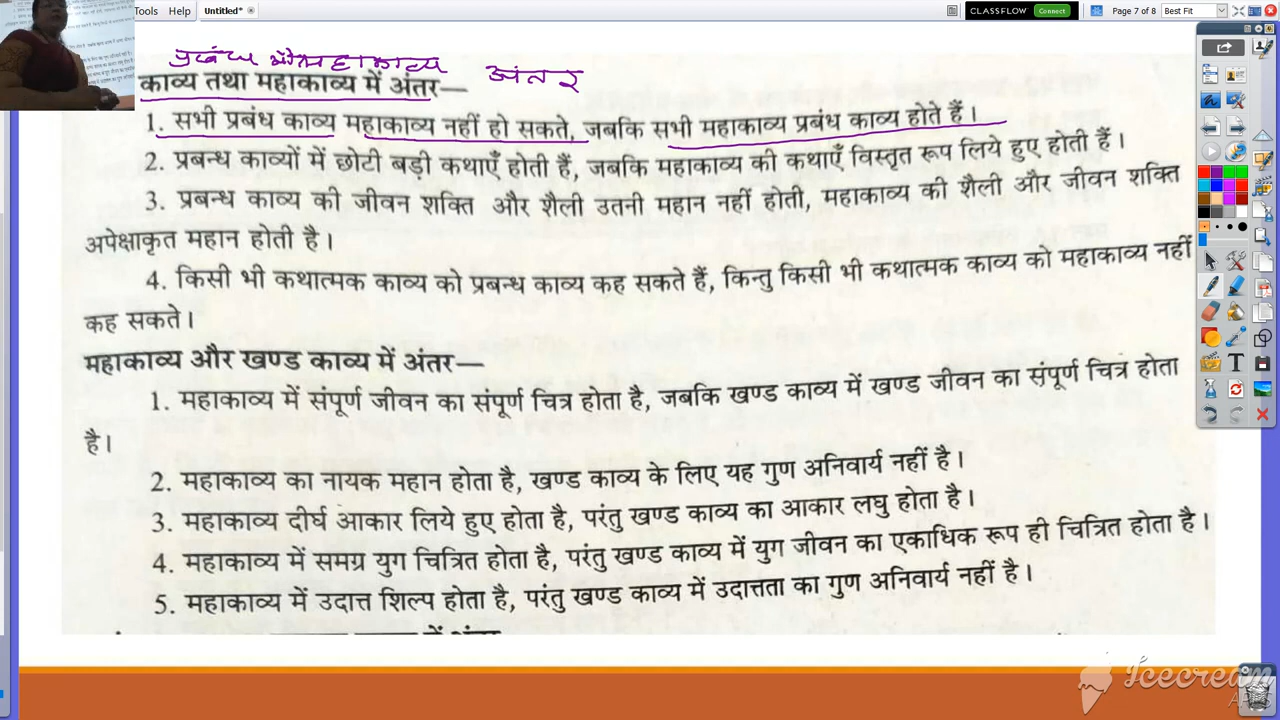 Tools Help Untitled* CLASSFLOW Connect Page 7 of 8 Best Fit
प्रबंध और महाकाव्य अंतर
काव्य तथा महाकाव्य में अंतर—
1. सभी प्रबंध काव्य महाकाव्य नहीं हो सकते, जबकि सभी महाकाव्य प्रबंध काव्य होते हैं।
2. प्रबन्ध काव्यों में छोटी बड़ी कथाएँ होती हैं, जबकि महाकाव्य की कथाएँ विस्तृत रूप लिये हुए होती हैं।
3. प्रबन्ध काव्य की जीवन शक्ति और शैली उतनी महान नहीं होती, महाकाव्य की शैली और जीवन शक्ति
अपेक्षाकृत महान होती है।
4. किसी भी कथात्मक काव्य को प्रबन्ध काव्य कह सकते हैं, किन्तु किसी भी कथात्मक काव्य को महाकाव्य नहीं
कह सकते।
महाकाव्य और खण्ड काव्य में अंतर—
1. महाकाव्य में संपूर्ण जीवन का संपूर्ण चित्र होता है, जबकि खण्ड काव्य में खण्ड जीवन का संपूर्ण चित्र होता
है।
2. महाकाव्य का नायक महान होता है, खण्ड काव्य के लिए यह गुण अनिवार्य नहीं है।
3. महाकाव्य दीर्घ आकार लिये हुए होता है, परंतु खण्ड काव्य का आकार लघु होता है।
4. महाकाव्य में समग्र युग चित्रित होता है, परंतु खण्ड काव्य में युग जीवन का एकाधिक रूप ही चित्रित होता है।
5. महाकाव्य में उदात्त शिल्प होता है, परंतु खण्ड काव्य में उदात्तता का गुण अनिवार्य नहीं है।
Icecream
APPS